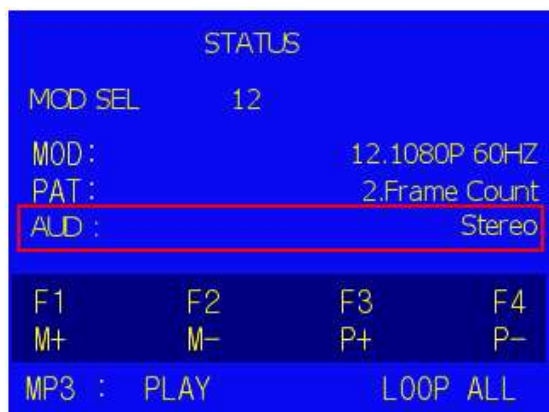 STATUS
MOD SEL 12
MOD: 12.1080P 60HZ
PAT: 2.Frame Count
AUD : Stereo
F1 F2 F3 F4
M+ M- P+ P-
MP3 : PLAY LOOP ALL